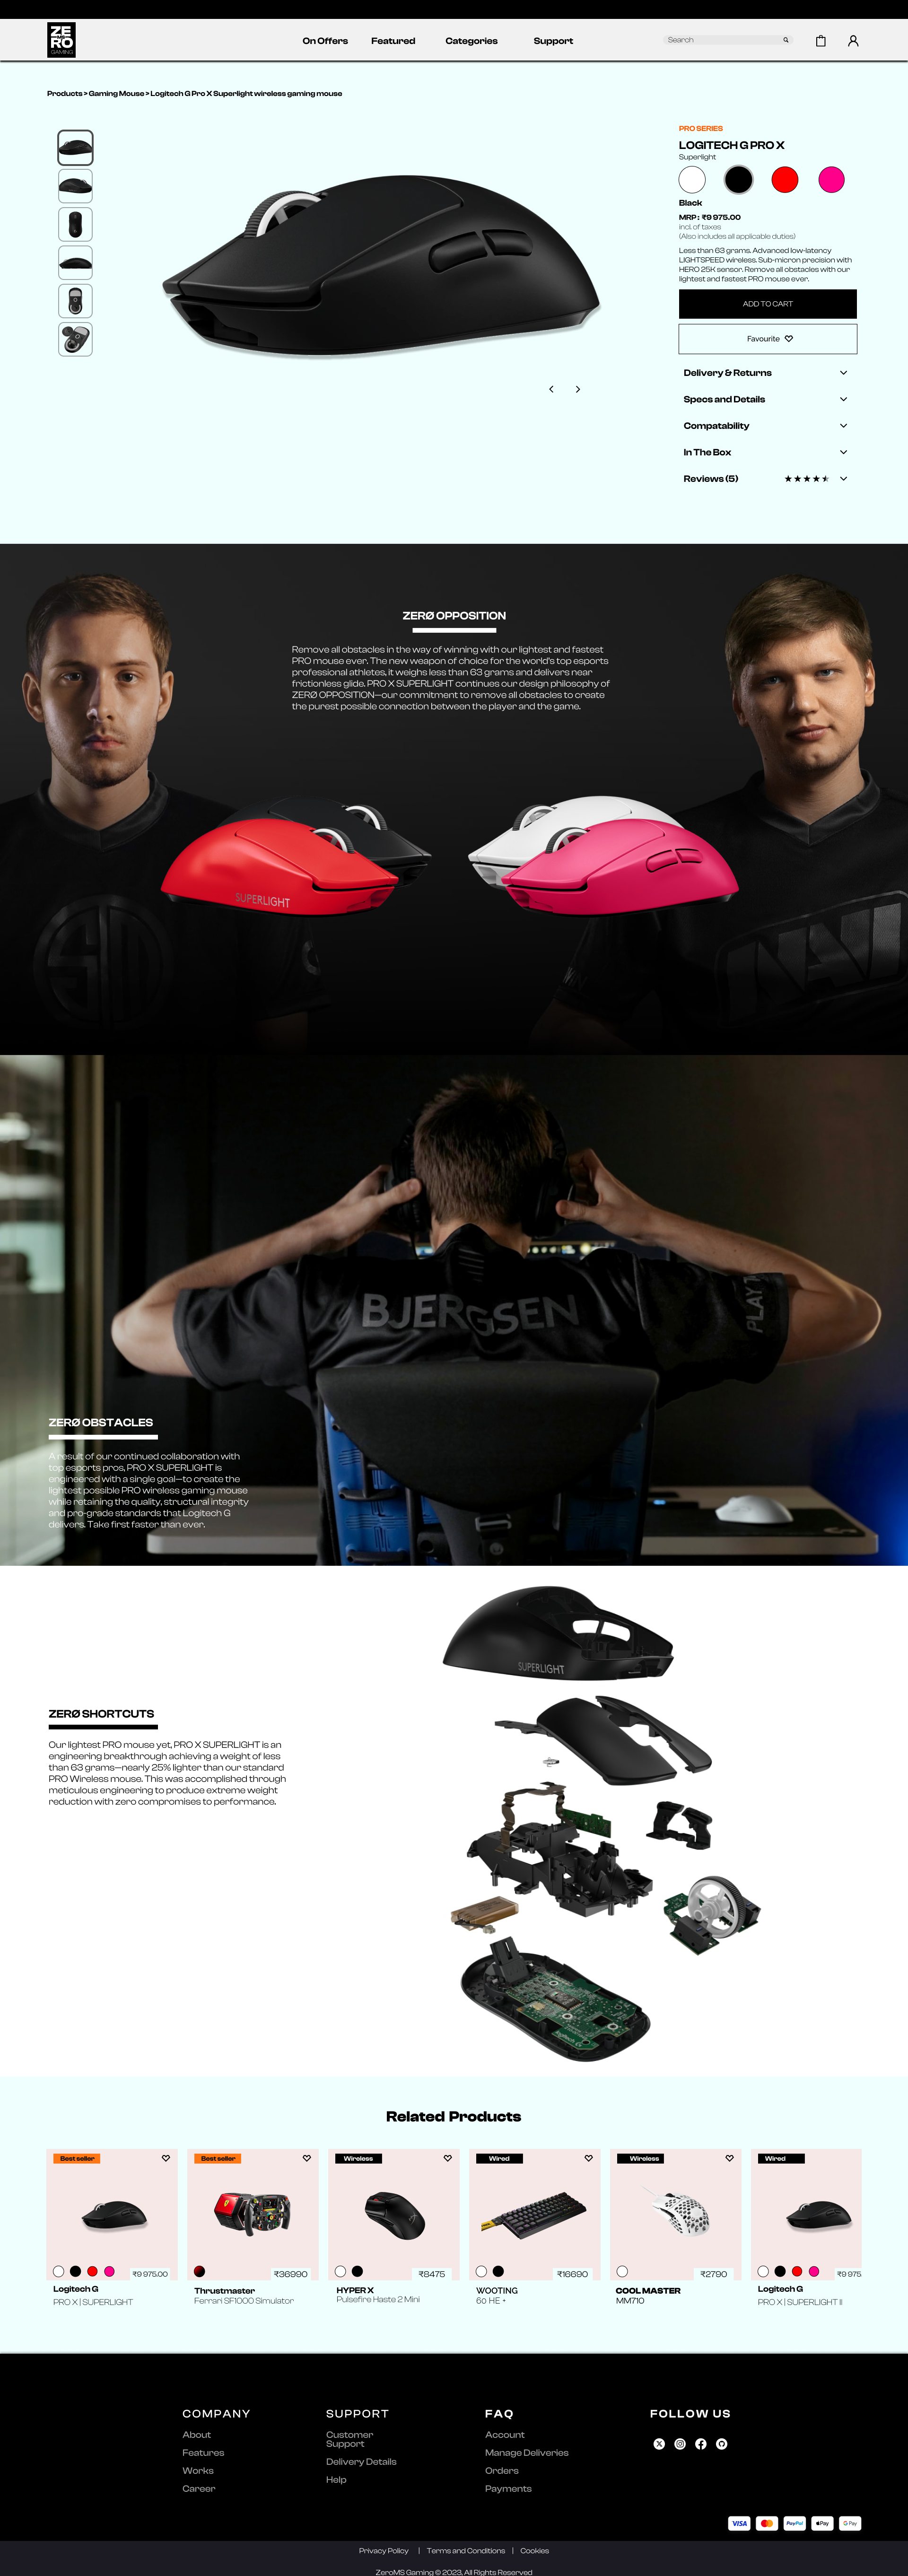 ZE
RO
GAMING
On Offers
Featured
Categories
Support
Search
Products > Gaming Mouse > Logitech G Pro X Superlight wireless gaming mouse
PRO SERIES
LOGITECH G PRO X
Superlight
Black
MRP : ₹9 975.00
incl. of taxes
(Also includes all applicable duties)
Less than 63 grams. Advanced low-latency
LIGHTSPEED wireless. Sub-micron precision with
HERO 25K sensor. Remove all obstacles with our
lightest and fastest PRO mouse ever.
ADD TO CART
Favourite
Delivery & Returns
Specs and Details
Compatability
In The Box
Reviews (5)
ZERØ OPPOSITION
Remove all obstacles in the way of winning with our lightest and fastest
PRO mouse ever. The new weapon of choice for the world's top esports
professional athletes, it weighs less than 63 grams and delivers near
frictionless glide. PRO X SUPERLIGHT continues our design philosophy of
ZERØ OPPOSITION—our commitment to remove all obstacles to create
the purest possible connection between the player and the game.
SUPERLIGHT
BJERGSEN
PLAY
ZERØ OBSTACLES
A result of our continued collaboration with
top esports pros, PRO X SUPERLIGHT is
engineered with a single goal—to create the
lightest possible PRO wireless gaming mouse
while retaining the quality, structural integrity
and pro-grade standards that Logitech G
delivers. Take first faster than ever.
SUPERLIGHT
ZERØ SHORTCUTS
Our lightest PRO mouse yet, PRO X SUPERLIGHT is an
engineering breakthrough achieving a weight of less
than 63 grams—nearly 25% lighter than our standard
PRO Wireless mouse. This was accomplished through
meticulous engineering to produce extreme weight
reduction with zero compromises to performance.
Related Products
Best seller
₹9 975.00
Logitech G
PRO X | SUPERLIGHT
Best seller
₹36990
Thrustmaster
Ferrari SF1000 Simulator
Wireless
₹8475
HYPER X
Pulsefire Haste 2 Mini
Wired
₹16690
WOOTING
60 HE +
Wireless
₹2790
COOL MASTER
MM710
Wired
₹9 975
Logitech G
PRO X | SUPERLIGHT II
COMPANY
About
Features
Works
Career
SUPPORT
Customer
Support
Delivery Details
Help
FAQ
Account
Manage Deliveries
Orders
Payments
FOLLOW US
VISA
PayPal
Pay
G Pay
Privacy Policy | Terms and Conditions | Cookies
ZeroMS Gaming © 2023, All Rights Reserved